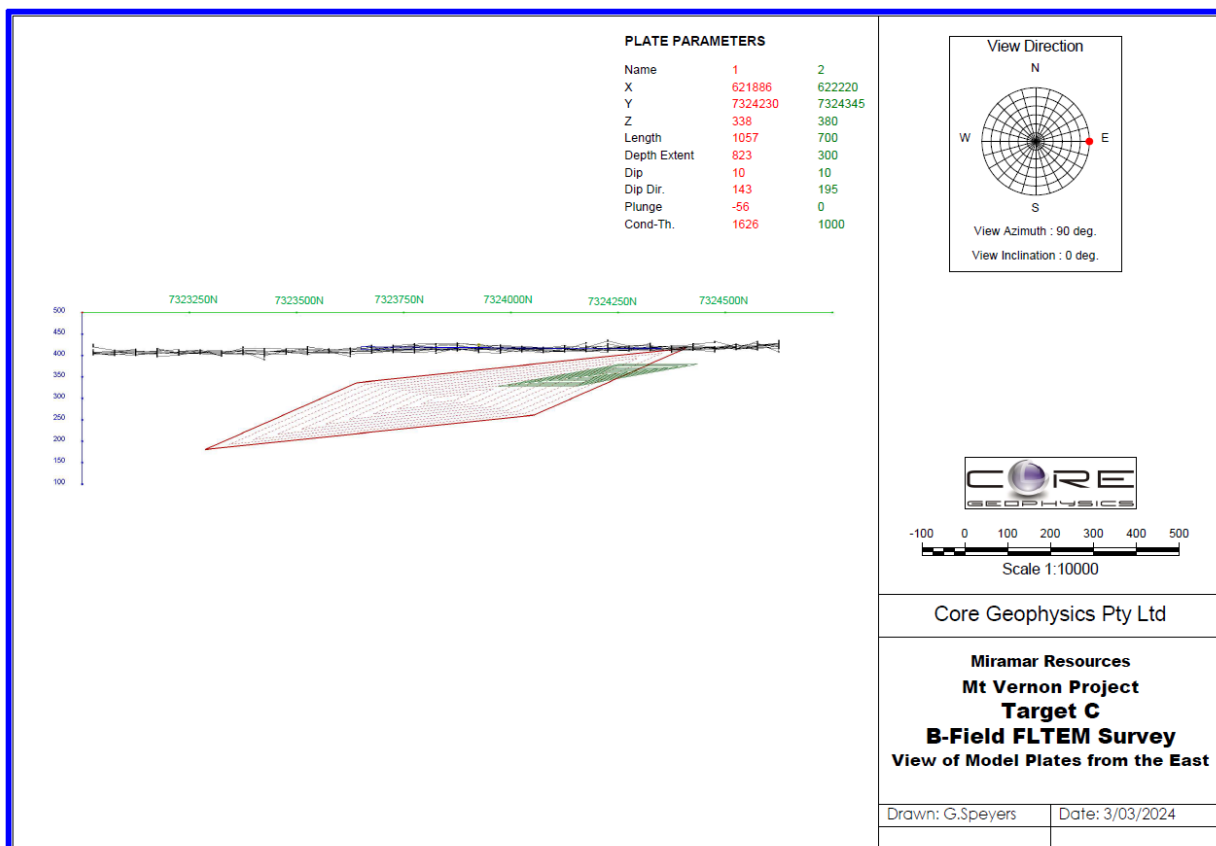 PLATE PARAMETERS
Name 1 2
X 621886 622220
Y 7324230 7324345
Z 338 380
Length 1057 700
Depth Extent 823 300
Dip 10 10
Dip Dir. 143 195
Plunge -56 0
Cond-Th. 1626 1000
View Direction
N
W E
S
View Azimuth : 90 deg.
View Inclination : 0 deg.
7323250N 7323500N 7323750N 7324000N 7324250N 7324500N
500
450
400
350
300
250
200
150
100
CORE
GEOPHYSICS
-100 0 100 200 300 400 500
Scale 1:10000
Core Geophysics Pty Ltd
Miramar Resources
Mt Vernon Project
Target C
B-Field FLTEM Survey
View of Model Plates from the East
Drawn: G.Speyers Date: 3/03/2024